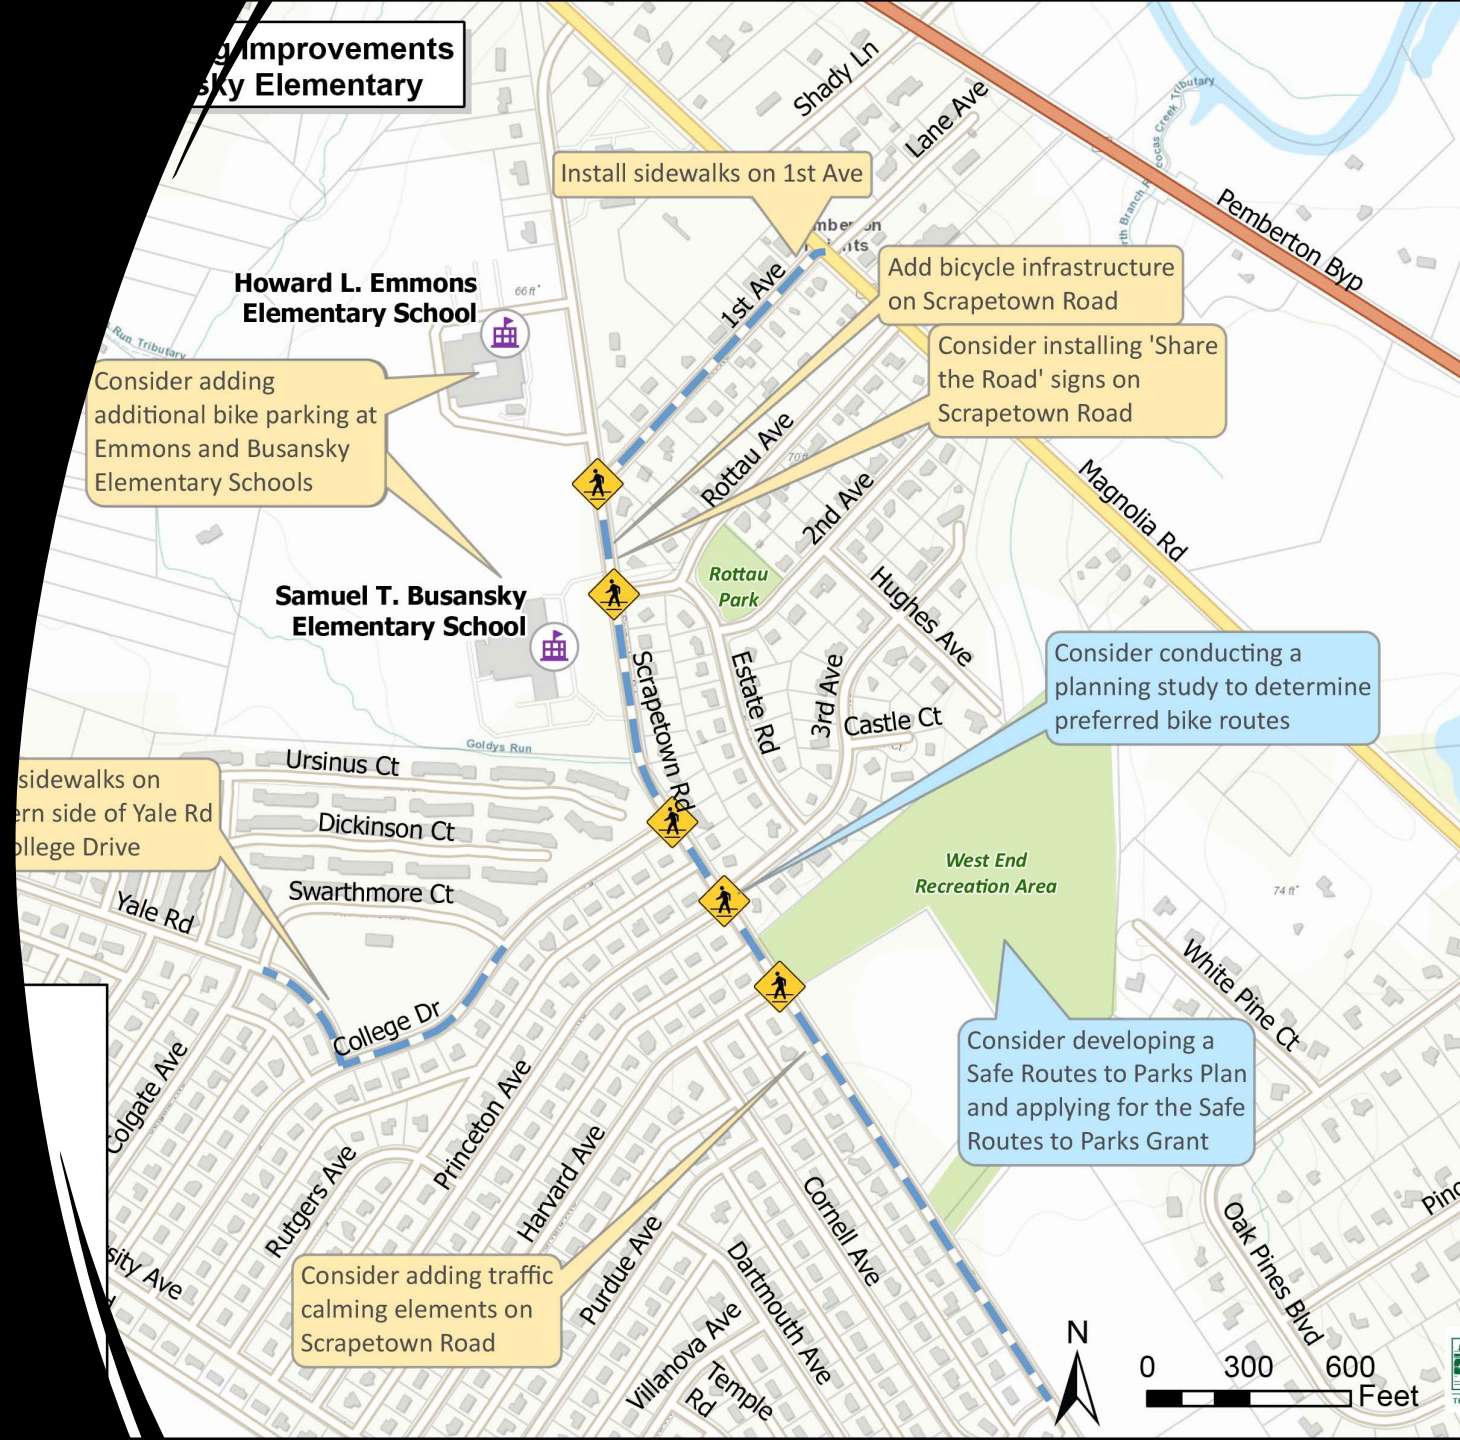 Improvements
Elementary
Shady Ln
Lane Ave
Install sidewalks on 1st Ave
Pemberton Byp
Howard L. Emmons
Elementary School
66 ft
1st Ave
Add bicycle infrastructure
on Scrapetown Road
Run Tributary
Consider installing 'Share
the Road' signs on
Scrapetown Road
Consider adding
additional bike parking at
Emmons and Busansky
Elementary Schools
Rottau Ave
70 ft
2nd Ave
Magnolia Rd
Rottau
Park
Hughes Ave
Samuel T. Busansky
Elementary School
Scrapetown Rd
Estate Rd
3rd Ave
Castle Ct
Ct
Consider conducting a
planning study to determine
preferred bike routes
Goldys Run
Ursinus Ct
sidewalks on
side of Yale Rd
Drive
Dickinson Ct
Swarthmore Ct
Yale Rd
West End
Recreation Area
74 ft
White Pine Ct
College Dr
Colgate Ave
Princeton Ave
Rutgers Ave
Harvard Ave
Consider developing a
Safe Routes to Parks Plan
and applying for the Safe
Routes to Parks Grant
Cornell Ave
Purdue Ave
Dartmouth Ave
Oak Pines Blvd
Ave
Consider adding traffic
calming elements on
Scrapetown Road
Villanova Ave
Temple
Rd
N
0 300 600
Feet